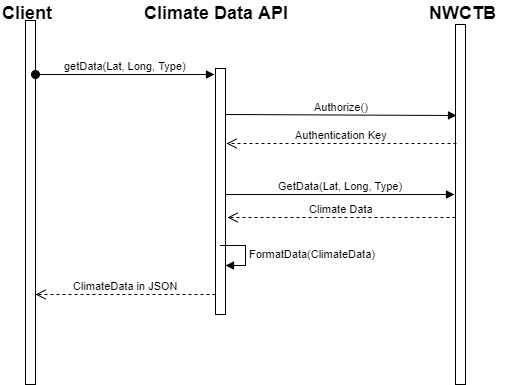 Client
Climate Data API
NWCTB
getData(Lat, Long, Type)
Authorize()
Authentication Key
GetData(Lat, Long, Type)
Climate Data
FormatData(ClimateData)
ClimateData in JSON